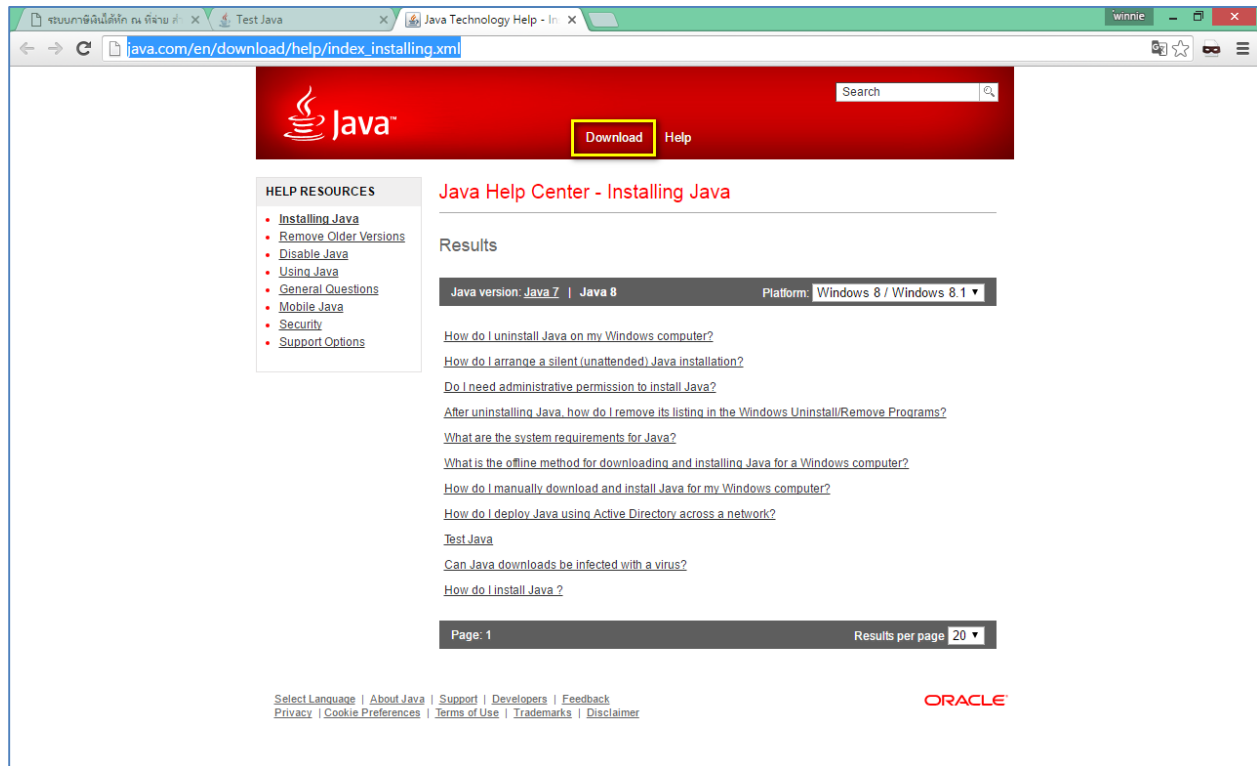 ระบบภาษีเงินได้หัก ณ ที่จ่าย
Test Java
Java Technology Help - In
winnie
java.com/en/download/help/index_installing.xml
Java™
Search
Download Help
HELP RESOURCES
Installing Java
Remove Older Versions
Disable Java
Using Java
General Questions
Mobile Java
Security
Support Options
Java Help Center - Installing Java
Results
Java version: Java 7 | Java 8 Platform: Windows 8 / Windows 8.1
How do I uninstall Java on my Windows computer?
How do I arrange a silent (unattended) Java installation?
Do I need administrative permission to install Java?
After uninstalling Java, how do I remove its listing in the Windows Uninstall/Remove Programs?
What are the system requirements for Java?
What is the offline method for downloading and installing Java for a Windows computer?
How do I manually download and install Java for my Windows computer?
How do I deploy Java using Active Directory across a network?
Test Java
Can Java downloads be infected with a virus?
How do I install Java ?
Page: 1 Results per page 20
Select Language | About Java | Support | Developers | Feedback
Privacy | Cookie Preferences | Terms of Use | Trademarks | Disclaimer
ORACLE